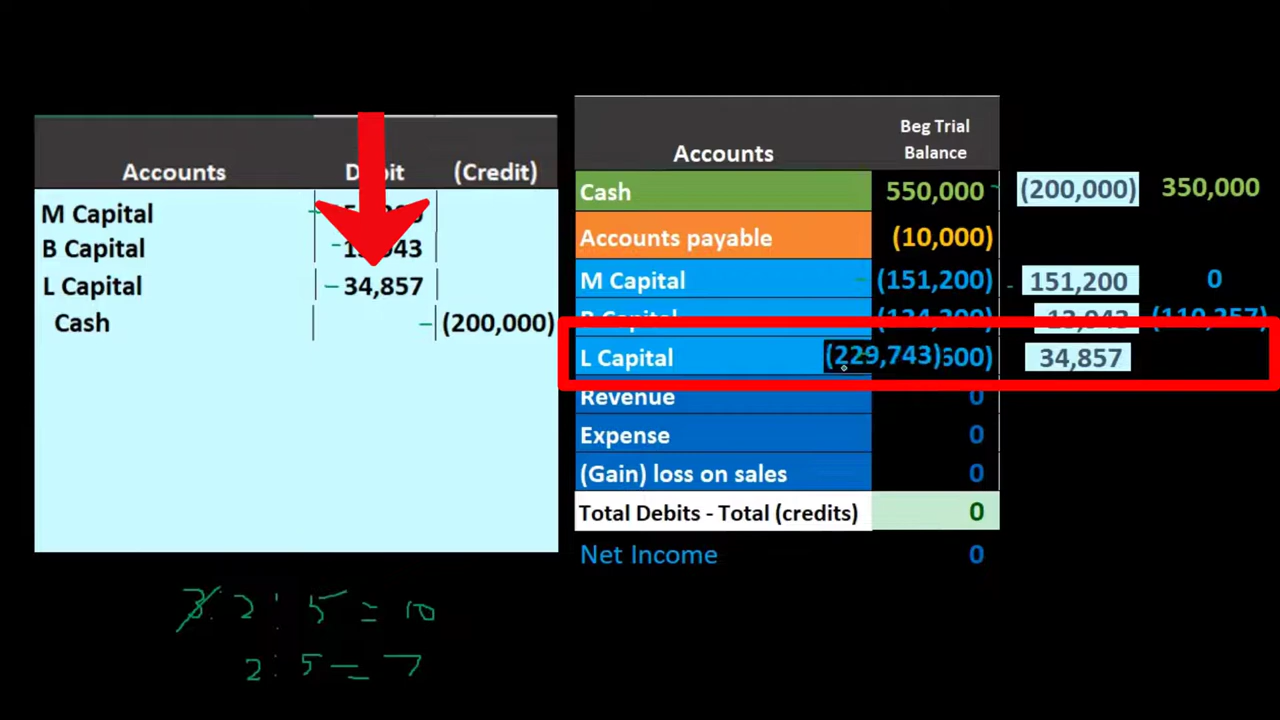 Accounts (Credit)
M Capital
B Capital
L Capital 34,857
Cash (200,000)
Accounts Beg Trial Balance
Cash 550,000 (200,000) 350,000
Accounts payable (10,000)
M Capital (151,200) 151,200 0
L Capital (229,743) 600) 34,857
Revenue 0
Expense 0
(Gain) loss on sales 0
Total Debits - Total (credits) 0
Net Income 0
3:2:5=10
2:5=7